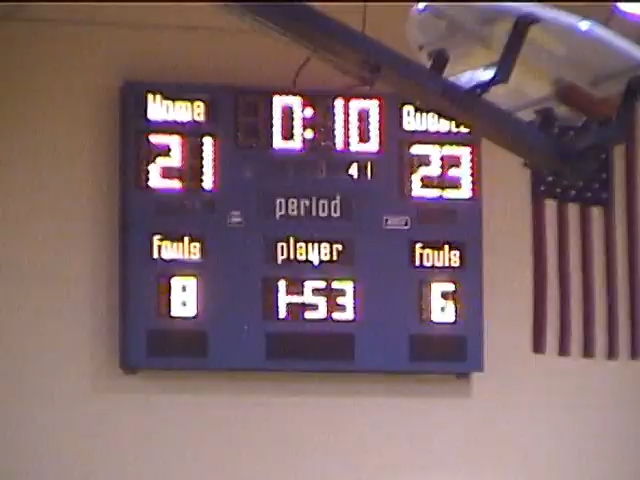 Home 0:10 Guests
21 41 23
period
fouls player fouls
8 1-53 6